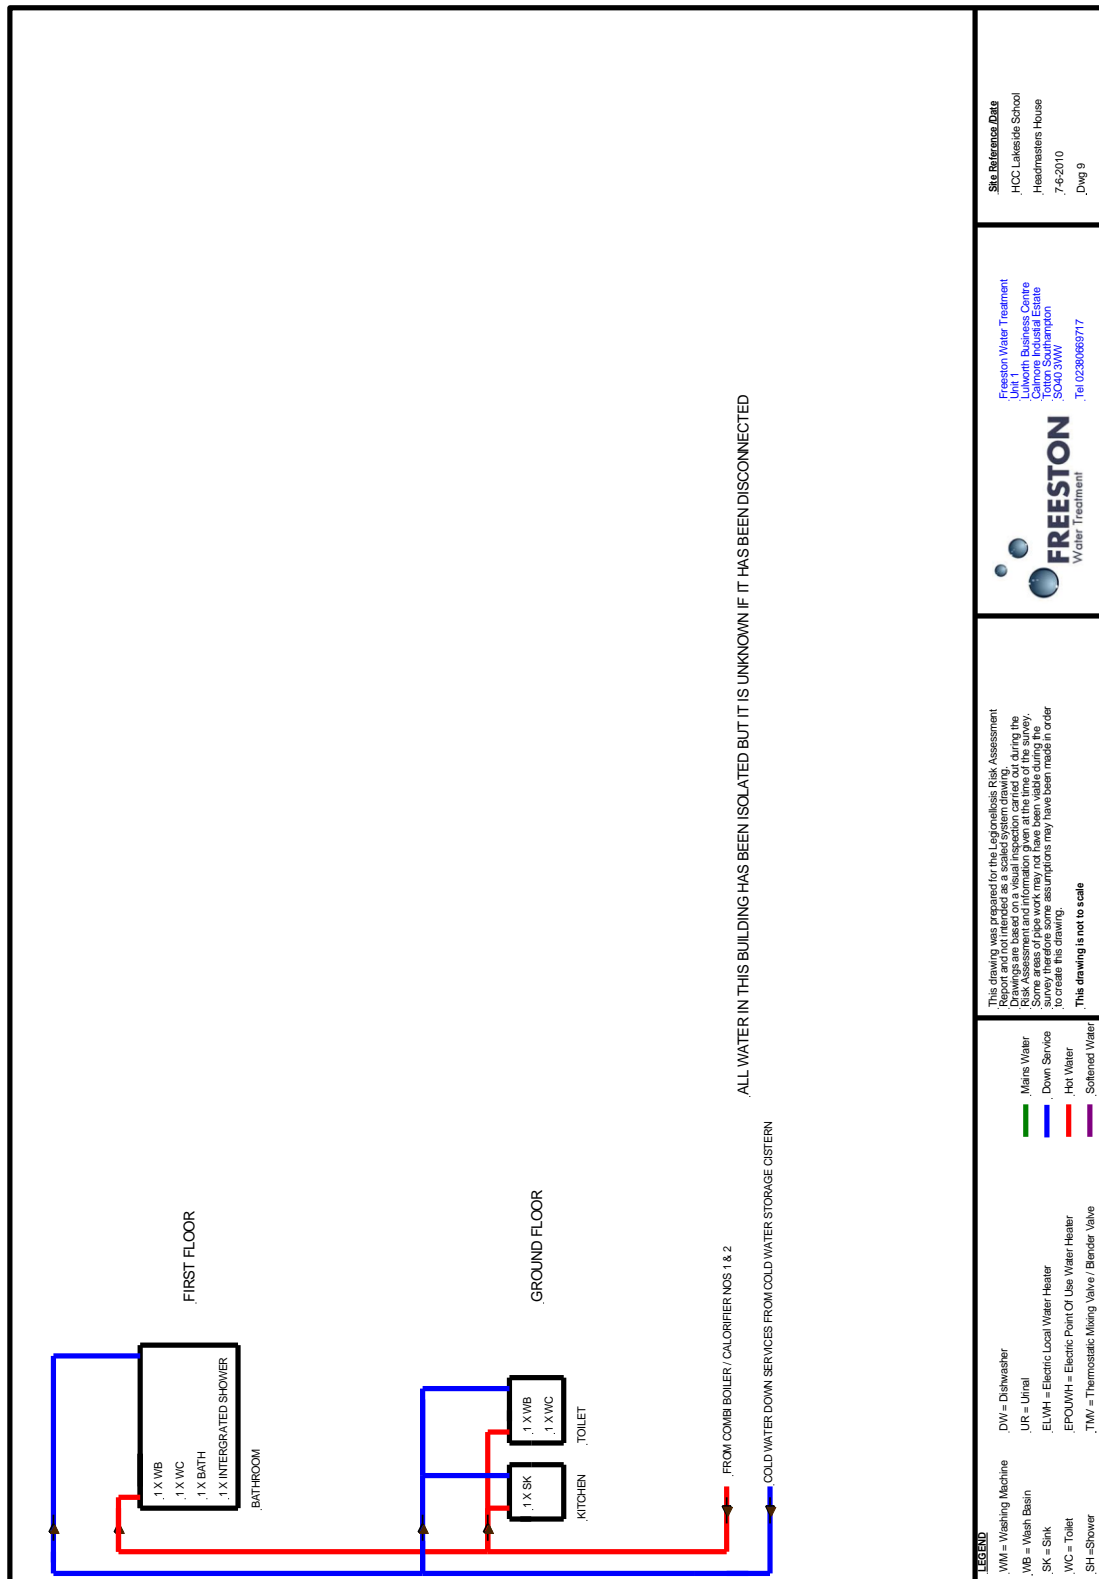 FIRST FLOOR
1 X WB
1 X WC
1 X BATH
1 X INTERGRATED SHOWER
BATHROOM
GROUND FLOOR
1 X SK
KITCHEN
1 X WB
1 X WC
TOILET
FROM COMBI BOILER / CALORIFIER NOS 1 & 2
COLD WATER DOWN SERVICES FROM COLD WATER STORAGE CISTERN
ALL WATER IN THIS BUILDING HAS BEEN ISOLATED BUT IT IS UNKNOWN IF IT HAS BEEN DISCONNECTED
LEGEND
WM = Washing Machine
WB = Wash Basin
SK = Sink
WC = Toilet
SH =Shower
DW = Dishwasher
UR = Urinal
ELWH = Electric Local Water Heater
EPOUWH = Electric Point Of Use Water Heater
TMV = Thermostatic Mixing Valve / Blender Valve
Mains Water
Down Service
Hot Water
Softened Water
This drawing was prepared for the Legionellosis Risk Assessment
Report and not intended as a scaled system drawing.
Drawings are based on a visual inspection carried out during the
Risk Assessment and information given at the time of the survey.
Some areas of pipe work may not have been viable during the
survey therefore some assumptions may have been made in order
to create this drawing.
This drawing is not to scale
FREESTON
Water Treatment
Freeston Water Treatment
Unit 1
Lulworth Business Centre
Calmore Industial Estate
Totton Southampton
SO40 3WW
Tel 02380669717
Site Reference /Date
HCC Lakeside School
Headmasters House
7-6-2010
Dwg 9